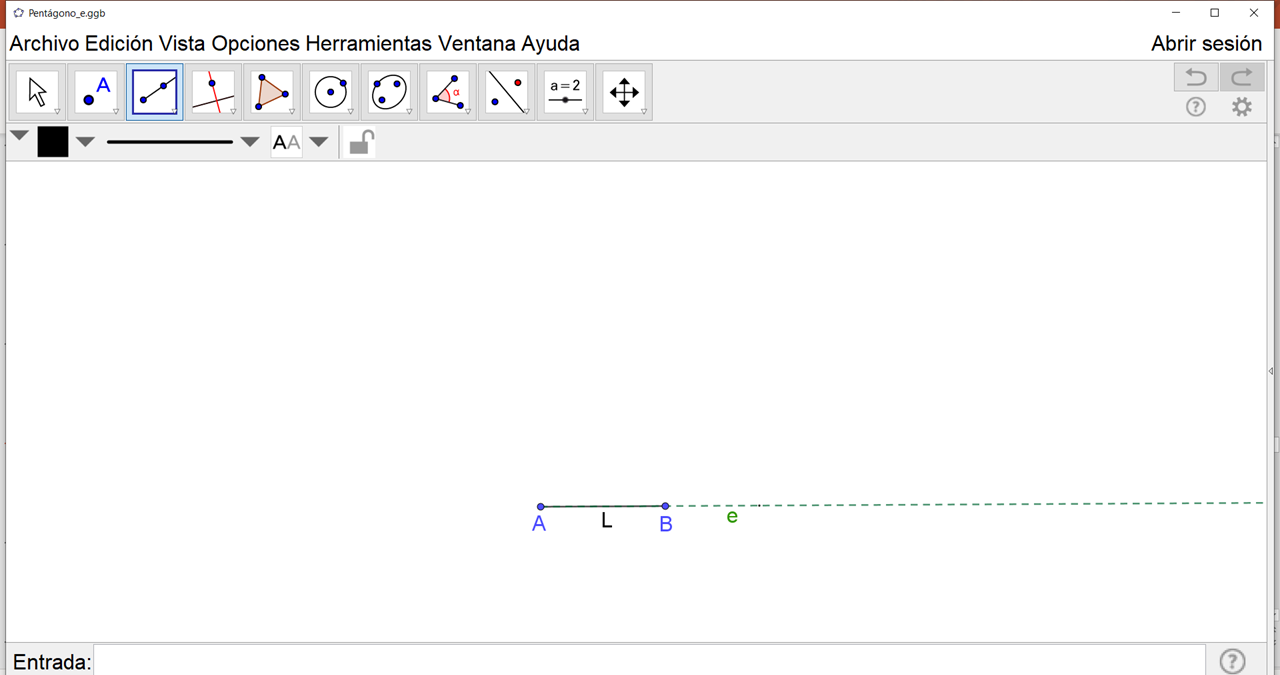 Pentágono_e.ggb
Archivo Edición Vista Opciones Herramientas Ventana Ayuda
Abrir sesión
A
α
a=2
AA
A
L
B
e
Entrada: